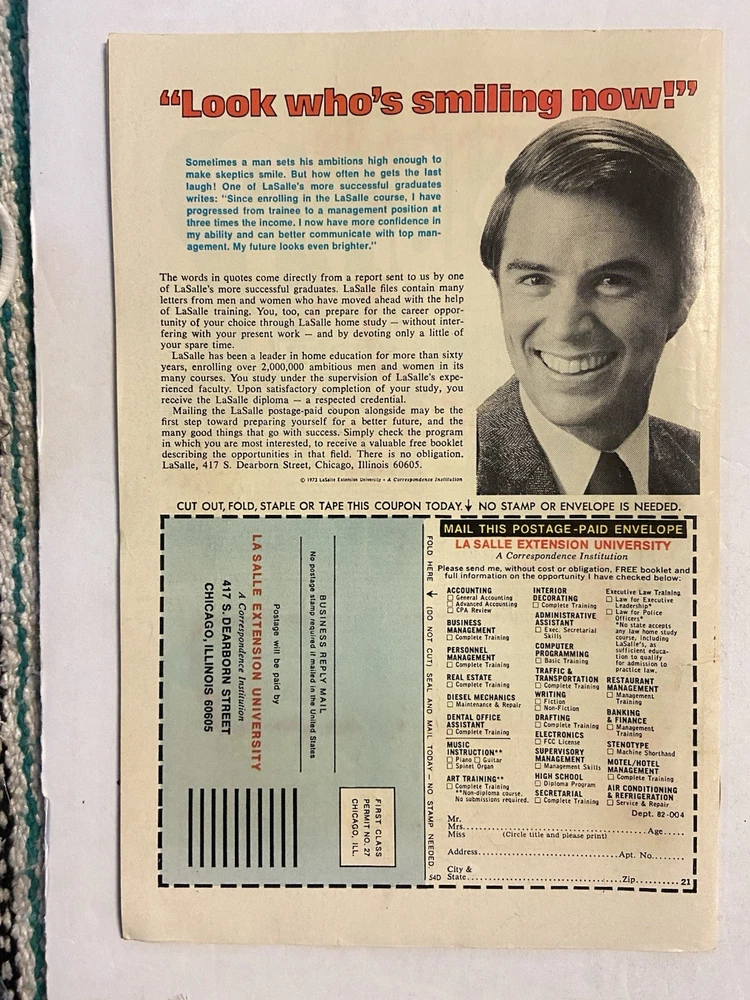 “Look who’s smiling now!”
Sometimes a man sets his ambitions high enough to
make skeptics smile. But how often he gets the last
laugh! One of LaSalle's more successful graduates
writes: "Since enrolling in the LaSalle course, I have
progressed from trainee to a management position at
three times the income. I now have more confidence in
my ability and can better communicate with top man-
agement. My future looks even brighter."
The words in quotes come directly from a report sent to us by one
of LaSalle's more successful graduates. LaSalle files contain many
letters from men and women who have moved ahead with the help
of LaSalle training. You, too, can prepare for the career oppor-
tunity of your choice through LaSalle home study — without inter-
fering with your present work — and by devoting only a little of
your spare time.
LaSalle has been a leader in home education for more than sixty
years, enrolling over 2,000,000 ambitious men and women in its
many courses. You study under the supervision of LaSalle's expe-
rienced faculty. Upon satisfactory completion of your study, you
receive the LaSalle diploma — a respected credential.
Mailing the LaSalle postage-paid coupon alongside may be the
first step toward preparing yourself for a better future, and the
many good things that go with success. Simply check the program
in which you are most interested, to receive a valuable free booklet
describing the opportunities in that field. There is no obligation.
LaSalle, 417 S. Dearborn Street, Chicago, Illinois 60605.
© 1973 LaSalle Extension University • A Correspondence Institution
CUT OUT, FOLD, STAPLE OR TAPE THIS COUPON TODAY. NO STAMP OR ENVELOPE IS NEEDED.
FIRST CLASS
PERMIT NO. 27
CHICAGO, ILL.
BUSINESS REPLY MAIL
No postage stamp required if mailed in the United States
Postage will be paid by
LA SALLE EXTENSION UNIVERSITY
A Correspondence Institution
417 S. DEARBORN STREET
CHICAGO, ILLINOIS 60605
FOLD HERE (DO NOT CUT) SEAL AND MAIL TODAY — NO STAMP NEEDED.
54D
MAIL THIS POSTAGE-PAID ENVELOPE
LA SALLE EXTENSION UNIVERSITY
A Correspondence Institution
Please send me, without cost or obligation, FREE booklet and
full information on the opportunity I have checked below:
ACCOUNTING
General Accounting
Advanced Accounting
CPA Review
BUSINESS
MANAGEMENT
Complete Training
PERSONNEL
MANAGEMENT
Complete Training
REAL ESTATE
Complete Training
DIESEL MECHANICS
Maintenance & Repair
DENTAL OFFICE
ASSISTANT
Complete Training
MUSIC
INSTRUCTION**
Piano Guitar
Spinet Organ
ART TRAINING**
Complete Training
**Non-diploma course.
No submissions required.
INTERIOR
DECORATING
Complete Training
ADMINISTRATIVE
ASSISTANT
Exec. Secretarial
Skills
COMPUTER
PROGRAMMING
Basic Training
TRAFFIC &
TRANSPORTATION
Complete Training
WRITING
Fiction
Non-Fiction
DRAFTING
Complete Training
ELECTRONICS
FCC License
SUPERVISORY
MANAGEMENT
Management Skills
HIGH SCHOOL
Diploma Program
SECRETARIAL
Complete Training
Executive Law Training
Law for Executive
Leadership*
Law for Police
Officers*
*No state accepts
any law home study
course, including
LaSalle's, as
sufficient educa-
tion to qualify
for admission to
practice law.
RESTAURANT
MANAGEMENT
Management
Training
BANKING
& FINANCE
Management
Training
STENOTYPE
Machine Shorthand
MOTEL/HOTEL
MANAGEMENT
Complete Training
AIR CONDITIONING
& REFRIGERATION
Service & Repair
Dept. 82-004
Mr.
Mrs. Age
Miss (Circle title and please print)
Address Apt. No.
City &
State Zip 21